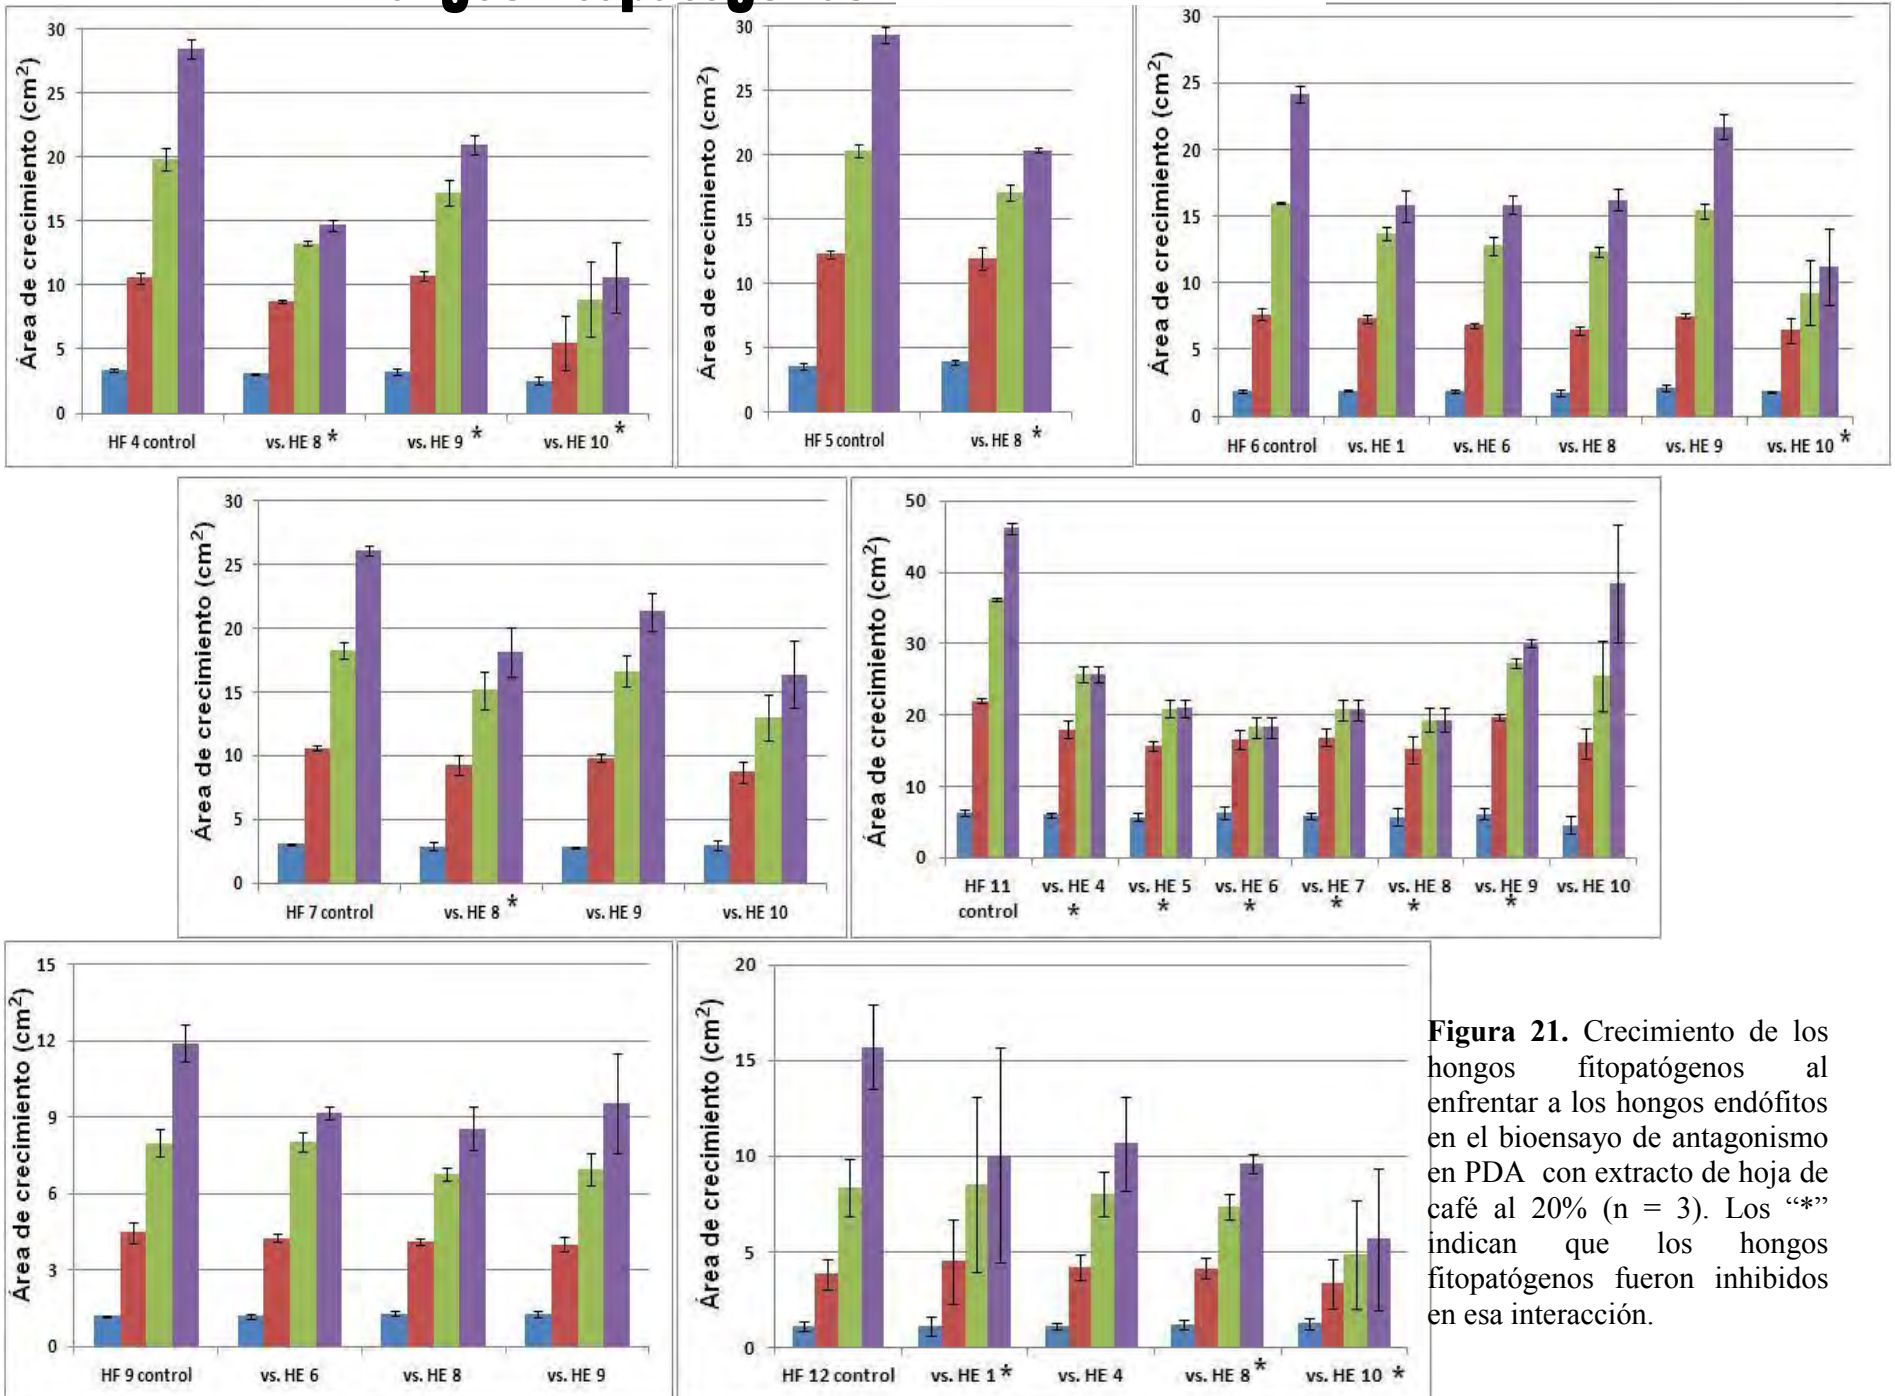 30
25
20
15
10
5
0
Área de crecimiento (cm²)
HF 4 control
vs. HE 8 *
vs. HE 9 *
vs. HE 10 *
30
25
20
15
10
5
0
Área de crecimiento (cm²)
HF 5 control
vs. HE 8 *
30
25
20
15
10
5
0
Área de crecimiento (cm²)
HF 6 control
vs. HE 1
vs. HE 6
vs. HE 8
vs. HE 9
vs. HE 10 *
30
25
20
15
10
5
0
Área de crecimiento (cm²)
HF 7 control
vs. HE 8 *
vs. HE 9
vs. HE 10
50
40
30
20
10
0
Área de crecimiento (cm²)
HF 11
control
vs. HE 4
*
vs. HE 5
*
vs. HE 6
*
vs. HE 7
*
vs. HE 8
*
vs. HE 9
*
vs. HE 10
15
12
9
6
3
0
Área de crecimiento (cm²)
HF 9 control
vs. HE 6
vs. HE 8
vs. HE 9
20
15
10
5
0
Área de crecimiento (cm²)
HF 12 control
vs. HE 1 *
vs. HE 4
vs. HE 8 *
vs. HE 10 *
Figura 21. Crecimiento de los
hongos fitopatógenos al
enfrentar a los hongos endófitos
en el bioensayo de antagonismo
en PDA con extracto de hoja de
café al 20% (n = 3). Los “*”
indican que los hongos
fitopatógenos fueron inhibidos
en esa interacción.